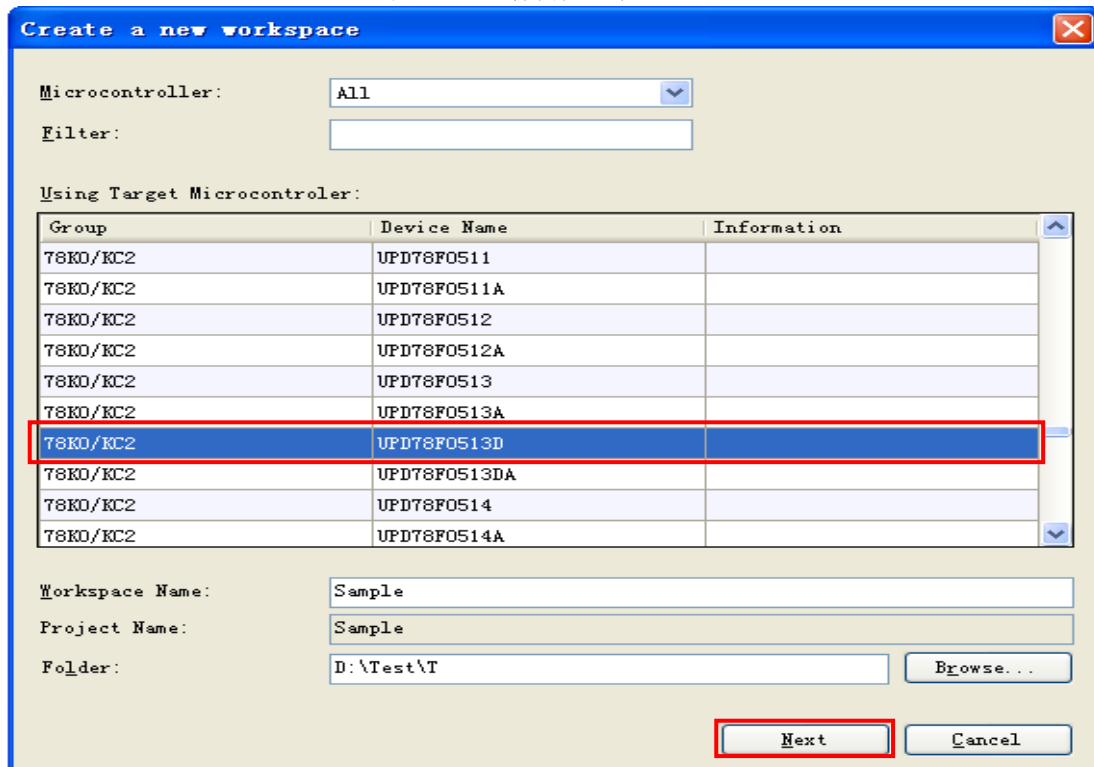 Create a new workspace
Microcontroller: All
Filter:
Using Target Microcontroler:
Group Device Name Information
78K0/KC2 UPD78F0511
78K0/KC2 UPD78F0511A
78K0/KC2 UPD78F0512
78K0/KC2 UPD78F0512A
78K0/KC2 UPD78F0513
78K0/KC2 UPD78F0513A
78K0/KC2 UPD78F0513D
78K0/KC2 UPD78F0513DA
78K0/KC2 UPD78F0514
78K0/KC2 UPD78F0514A
Workspace Name: Sample
Project Name: Sample
Folder: D:\Test\T Browse...
Next Cancel